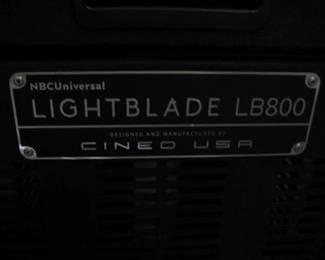 NBCUniversal
LIGHTBLADE LB800
DESIGNED AND MANUFACTURED BY
CINEO USA